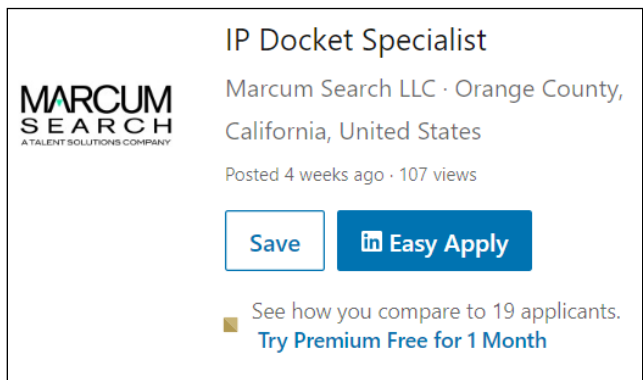 MARCUM
SEARCH
A TALENT SOLUTIONS COMPANY
IP Docket Specialist
Marcum Search LLC · Orange County,
California, United States
Posted 4 weeks ago · 107 views
Save
in Easy Apply
See how you compare to 19 applicants.
Try Premium Free for 1 Month